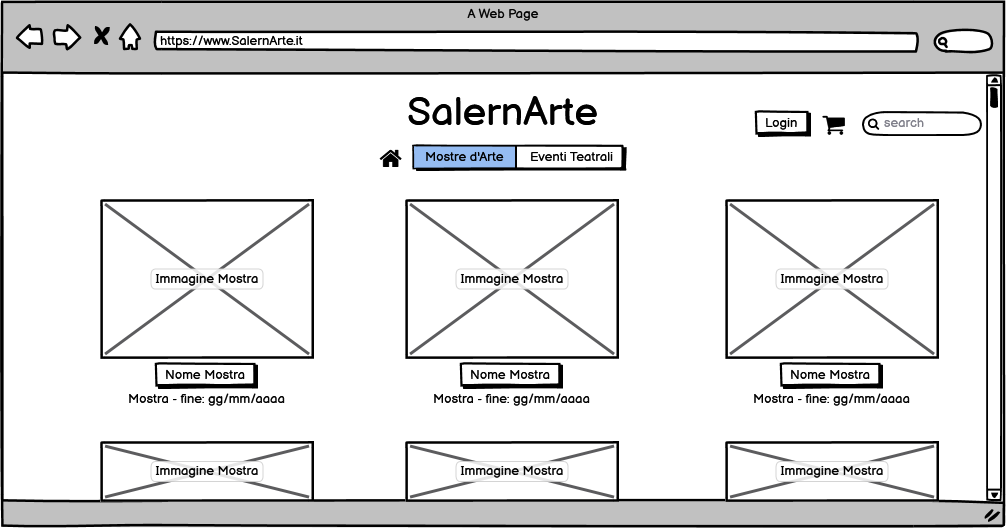 A Web Page
https://www.SalernArte.it
SalernArte
Login
search
Mostre d'Arte Eventi Teatrali
Immagine Mostra Immagine Mostra Immagine Mostra
Nome Mostra Nome Mostra Nome Mostra
Mostra - fine: gg/mm/aaaa Mostra - fine: gg/mm/aaaa Mostra - fine: gg/mm/aaaa
Immagine Mostra Immagine Mostra Immagine Mostra